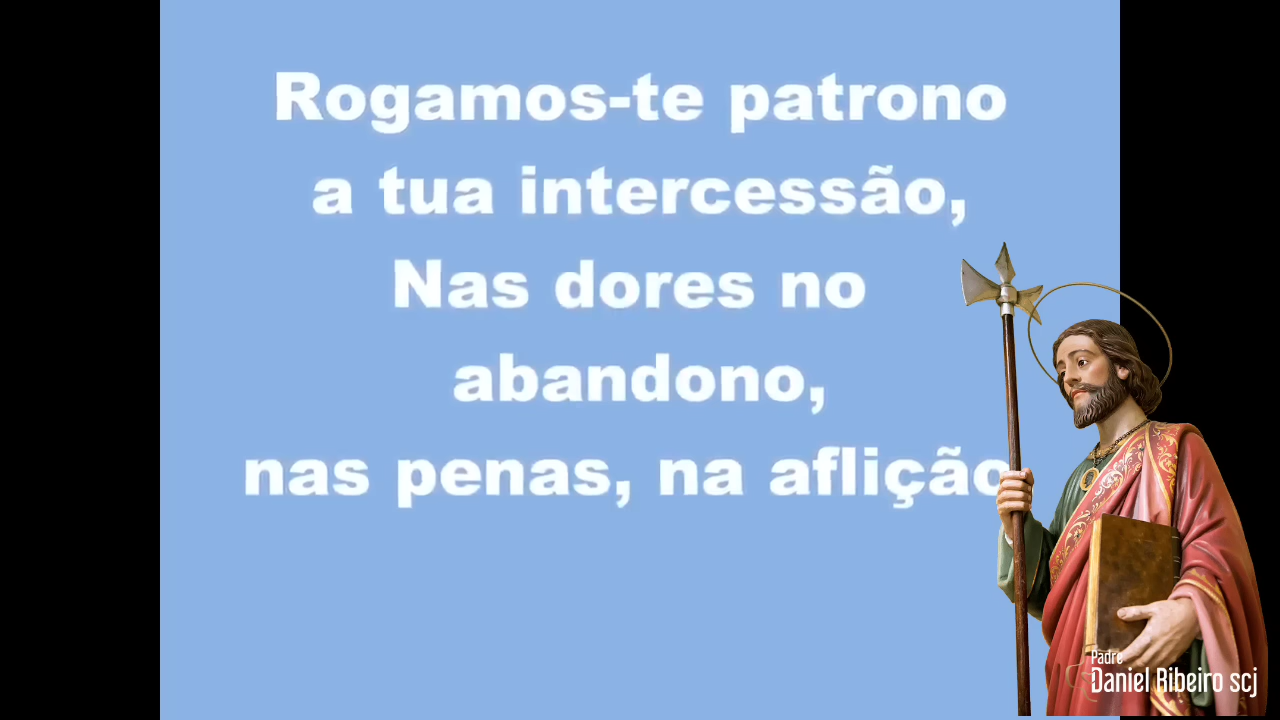 Rogamos-te patrono
a tua intercessão,
Nas dores no
abandono,
nas penas, na aflição
Padre
Daniel Ribeiro scj